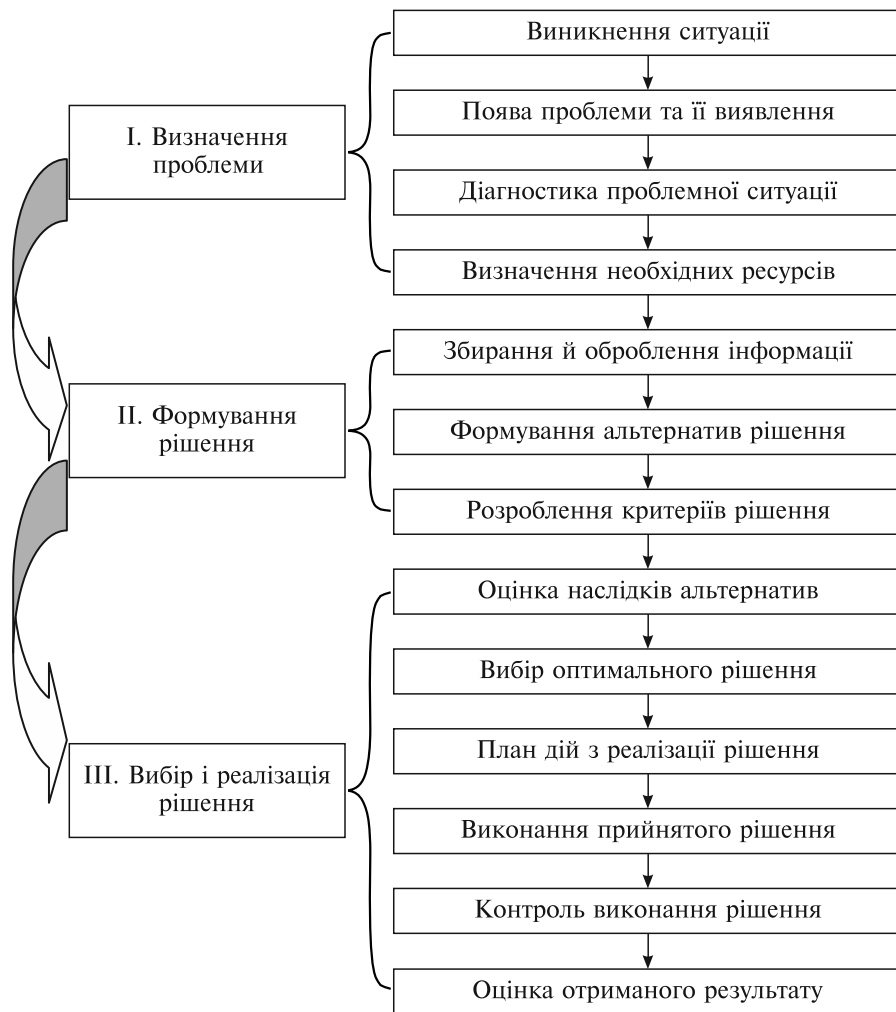 Виникнення ситуації
Поява проблеми та її виявлення
І. Визначення
проблеми
Діагностика проблемної ситуації
Визначення необхідних ресурсів
Збирання й оброблення інформації
ІІ. Формування
рішення
Формування альтернатив рішення
Розроблення критеріїв рішення
Оцінка наслідків альтернатив
Вибір оптимального рішення
План дій з реалізації рішення
ІІІ. Вибір і реалізація
рішення
Виконання прийнятого рішення
Контроль виконання рішення
Оцінка отриманого результату